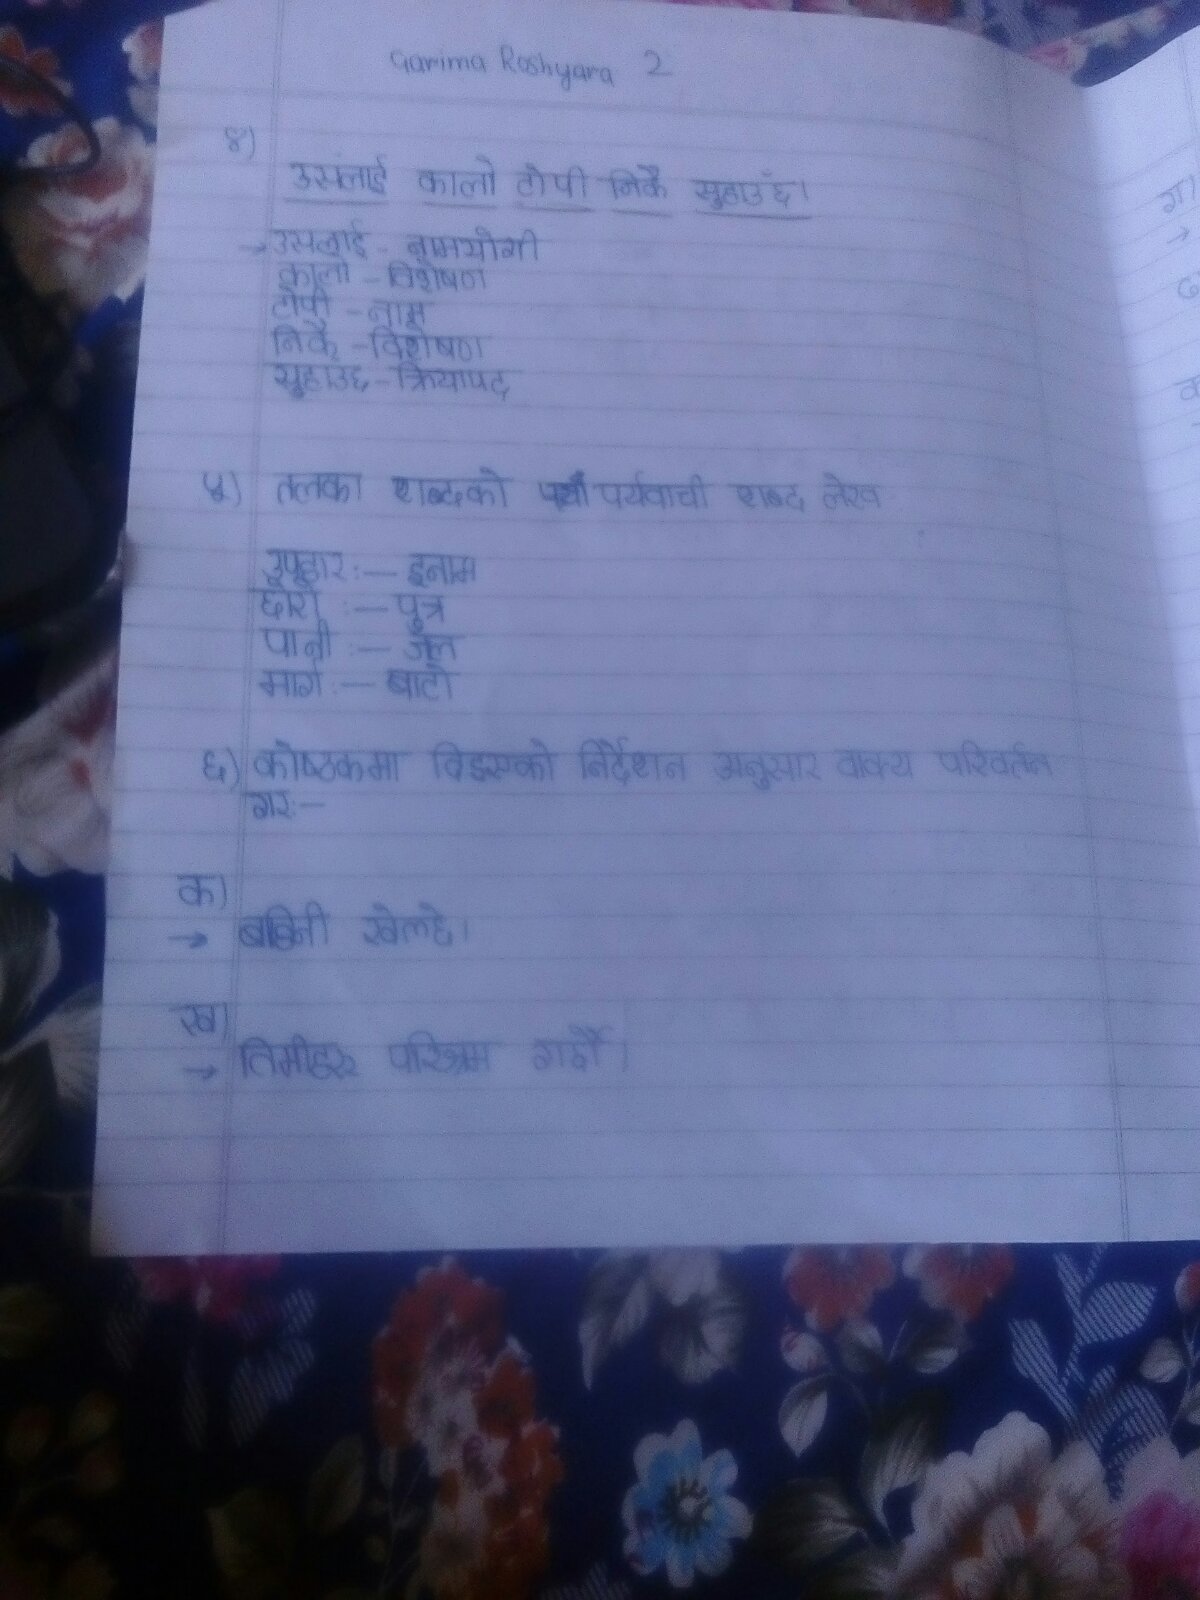 Garima Roshyara 2
४)
उसलाई कालो टोपी निकै सुहाउँछ।
→ उसलाई - नामयोगी
कालो - विशेषण
टोपी - नाम
निकै - विशेषण
सुहाउछ - क्रियापद
५) तलका शब्दको पर्यवाची शब्द लेख
उपहार :— इनाम
छोरो :— पुत्र
पानी :— जल
मार्ग :— बाटो
६) कोष्ठकमा दिइएको निर्देशन अनुसार वाक्य परिवर्तन
गर:-
क)
→ बहिनी खेल्छे।
ख)
→ तिमीहरु परिश्रम गर्छौ।
ग)
→